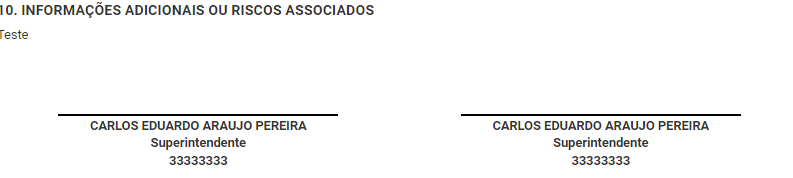 10. INFORMAÇÕES ADICIONAIS OU RISCOS ASSOCIADOS
Teste
CARLOS EDUARDO ARAUJO PEREIRA
Superintendente
33333333
CARLOS EDUARDO ARAUJO PEREIRA
Superintendente
33333333